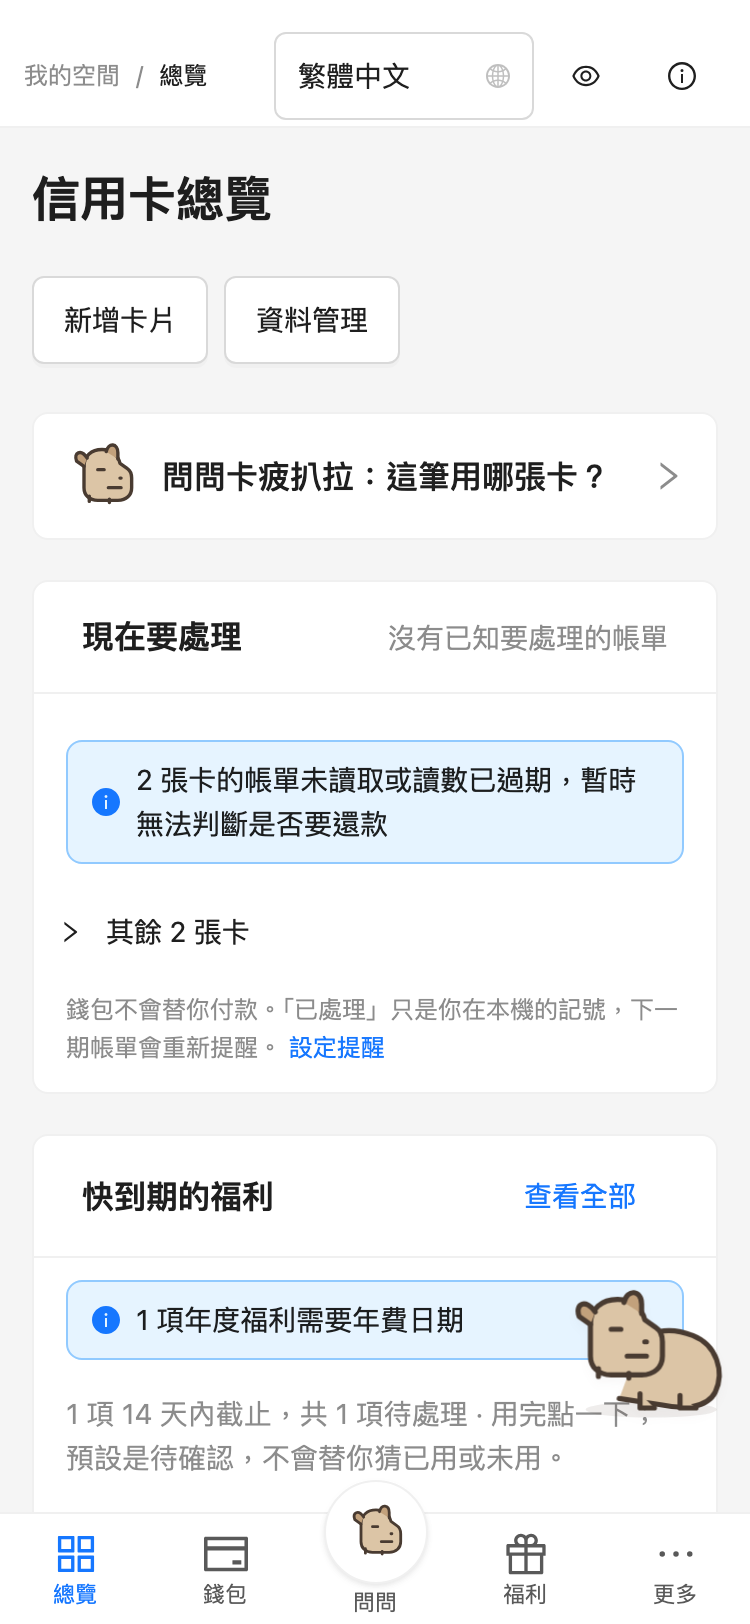 我的空間 / 總覽
繁體中文
信用卡總覽
新增卡片
資料管理
問問卡疲扒拉：這筆用哪張卡？
現在要處理
沒有已知要處理的帳單
2 張卡的帳單未讀取或讀數已過期，暫時
無法判斷是否要還款
其餘 2 張卡
錢包不會替你付款。「已處理」只是你在本機的記號，下一
期帳單會重新提醒。 設定提醒
快到期的福利
查看全部
1 項年度福利需要年費日期
1 項 14 天內截止，共 1 項待處理 · 用完點一下，
預設是待確認，不會替你猜已用或未用。
總覽
錢包
問問
福利
更多